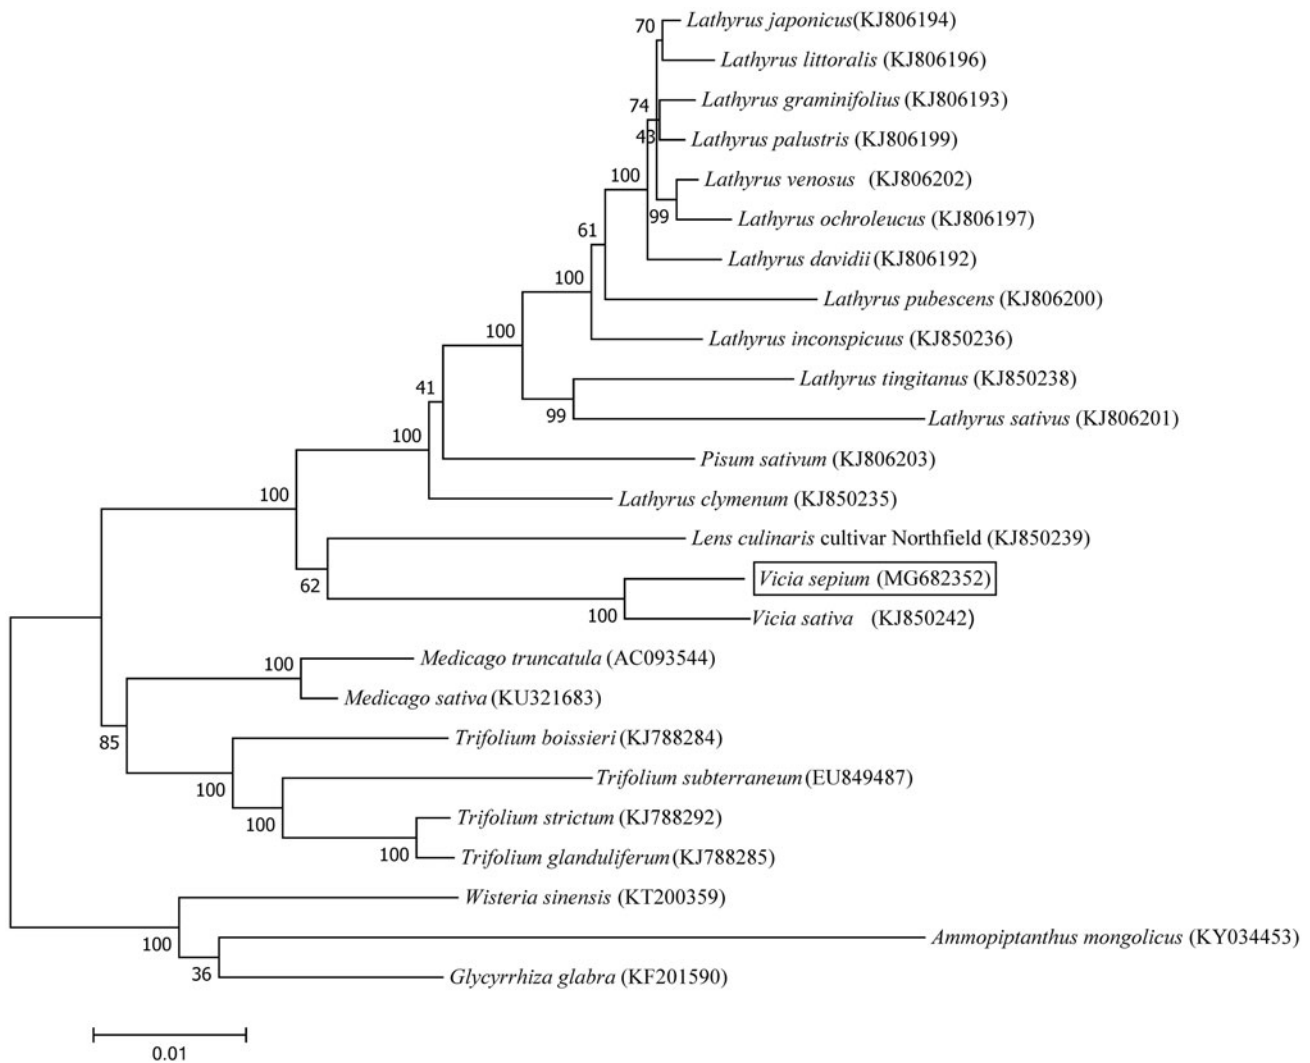 70
Lathyrus japonicus(KJ806194)
Lathyrus littoralis (KJ806196)
Lathyrus graminifolius (KJ806193)
74
43
Lathyrus palustris (KJ806199)
100
Lathyrus venosus (KJ806202)
99
Lathyrus ochroleucus (KJ806197)
61
Lathyrus davidii (KJ806192)
100
Lathyrus pubescens (KJ806200)
100
Lathyrus inconspicuus (KJ850236)
41
Lathyrus tingitanus (KJ850238)
99
Lathyrus sativus (KJ806201)
100
Pisum sativum (KJ806203)
100
Lathyrus clymenum (KJ850235)
Lens culinaris cultivar Northfield (KJ850239)
62
Vicia sepium (MG682352)
100
Vicia sativa (KJ850242)
100
Medicago truncatula (AC093544)
Medicago sativa (KU321683)
85
Trifolium boissieri (KJ788284)
100
Trifolium subterraneum (EU849487)
100
Trifolium strictum (KJ788292)
100
Trifolium glanduliferum (KJ788285)
Wisteria sinensis (KT200359)
100
Ammopiptanthus mongolicus (KY034453)
36
Glycyrrhiza glabra (KF201590)
0.01